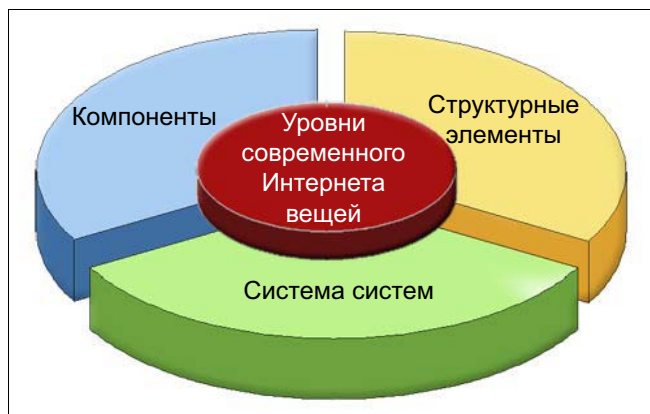 Компоненты
Структурные
элементы
Уровни
современного
Интернета
вещей
Система систем